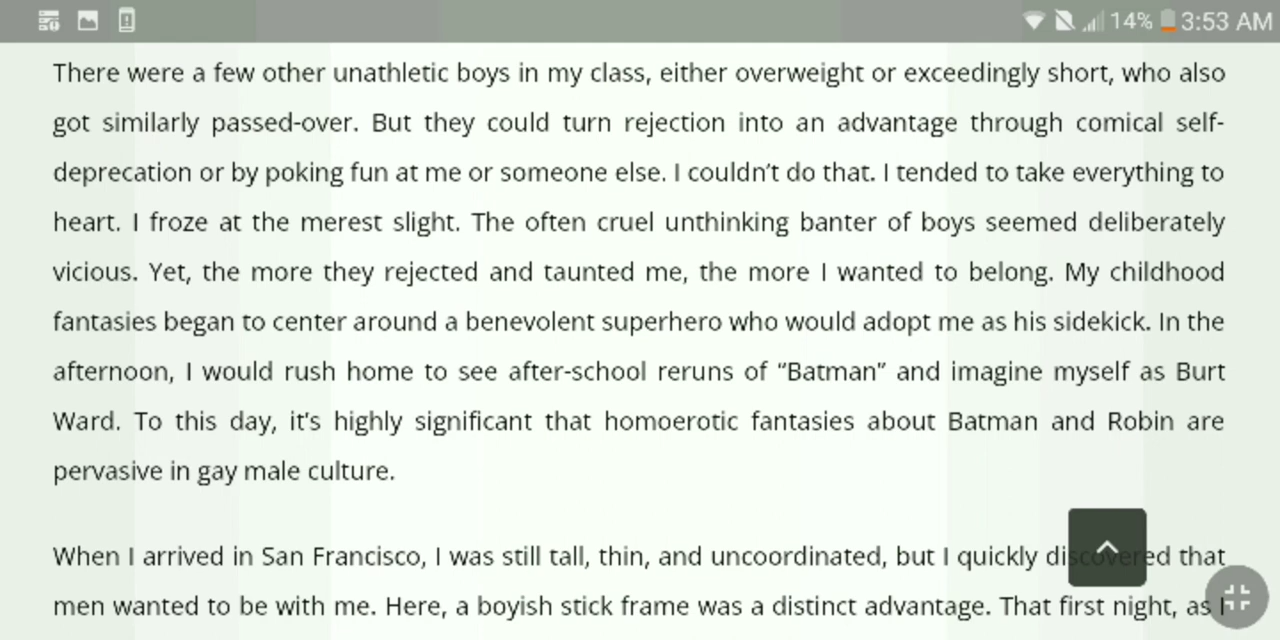 14% 3:53 AM
There were a few other unathletic boys in my class, either overweight or exceedingly short, who also
got similarly passed-over. But they could turn rejection into an advantage through comical self-
deprecation or by poking fun at me or someone else. I couldn’t do that. I tended to take everything to
heart. I froze at the merest slight. The often cruel unthinking banter of boys seemed deliberately
vicious. Yet, the more they rejected and taunted me, the more I wanted to belong. My childhood
fantasies began to center around a benevolent superhero who would adopt me as his sidekick. In the
afternoon, I would rush home to see after-school reruns of “Batman” and imagine myself as Burt
Ward. To this day, it’s highly significant that homoerotic fantasies about Batman and Robin are
pervasive in gay male culture.
When I arrived in San Francisco, I was still tall, thin, and uncoordinated, but I quickly discovered that
men wanted to be with me. Here, a boyish stick frame was a distinct advantage. That first night, as I